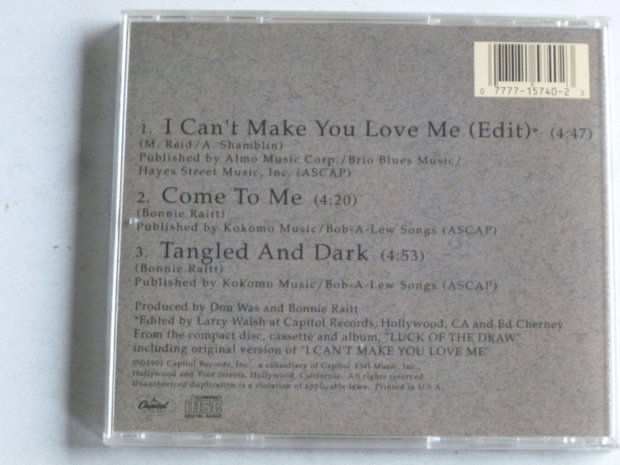 0 7777-15740-2 3
1. I Can't Make You Love Me (Edit)* (4:47)
(M. Reid/A. Shamblin)
Published by Almo Music Corp./Brio Blues Music/
Hayes Street Music, Inc. (ASCAP)
2. Come To Me (4:20)
(Bonnie Raitt)
Published by Kokomo Music/Bob-A-Lew Songs (ASCAP)
3. Tangled And Dark (4:53)
(Bonnie Raitt)
Published by Kokomo Music/Bob-A-Lew Songs (ASCAP)
Produced by Don Was and Bonnie Raitt
*Edited by Larry Walsh at Capitol Records, Hollywood, CA and Ed Cherney
From the compact disc, cassette and album, "LUCK OF THE DRAW,"
including original version of "I CAN'T MAKE YOU LOVE ME"
℗©1991 Capitol Records, Inc., a subsidiary of Capitol-EMI Music, Inc.,
Hollywood and Vine Streets, Hollywood, California. All rights reserved.
Unauthorized duplication is a violation of applicable laws. Printed in U.S.A.
Capitol
COMPACT
disc
DIGITAL AUDIO